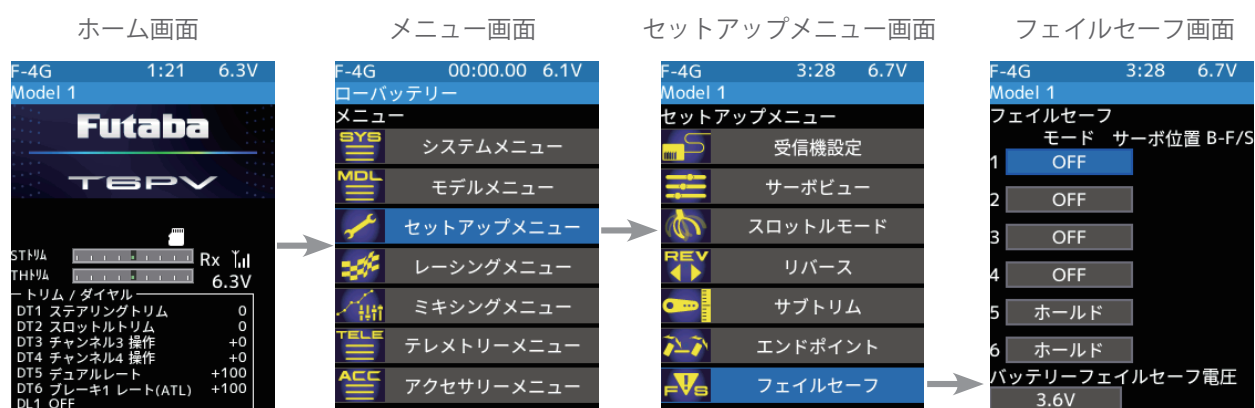 ホーム画面
F-4G 1:21 6.3V
Model 1
Futaba
T6PV
STトリム
Rx
THトリム
6.3V
トリム / ダイヤル
DT1 ステアリングトリム 0
DT2 スロットルトリム 0
DT3 チャンネル3 操作 +0
DT4 チャンネル4 操作 +0
DT5 デュアルレート +100
DT6 ブレーキ1 レート(ATL) +100
DL1 OFF
メニュー画面
F-4G 00:00.00 6.1V
ローバッテリー
メニュー
SYS システムメニュー
MDL モデルメニュー
セットアップメニュー
レーシングメニュー
ミキシングメニュー
TELE テレメトリーメニュー
ACC アクセサリーメニュー
セットアップメニュー画面
F-4G 3:28 6.7V
Model 1
セットアップメニュー
受信機設定
サーボビュー
スロットルモード
REV リバース
サブトリム
エンドポイント
F/S フェイルセーフ
フェイルセーフ画面
F-4G 3:28 6.7V
Model 1
フェイルセーフ
モード サーボ位置 B-F/S
1 OFF
2 OFF
3 OFF
4 OFF
5 ホールド
6 ホールド
バッテリーフェイルセーフ電圧
3.6V